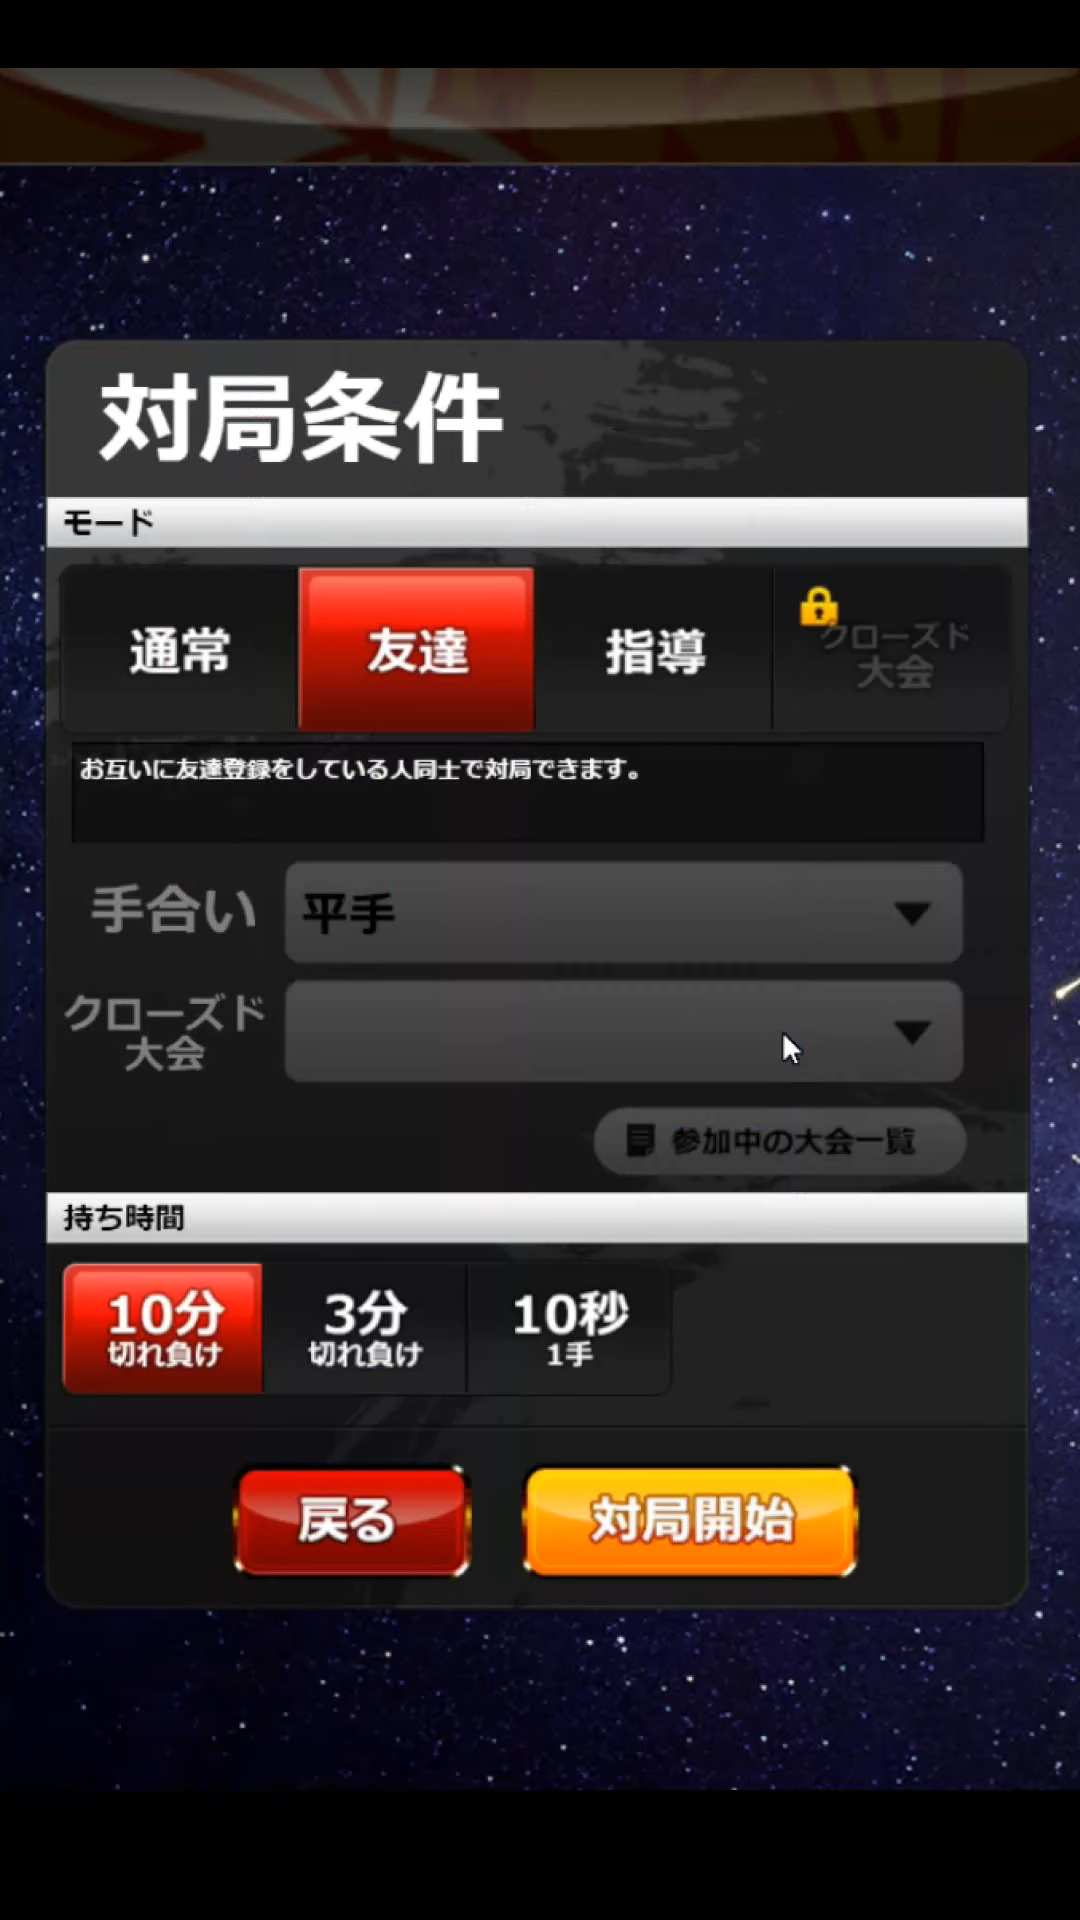 対局条件
モード
通常
友達
指導
クローズド
大会
お互いに友達登録をしている人同士で対局できます。
手合い
平手
クローズド
大会
参加中の大会一覧
持ち時間
10分
切れ負け
3分
切れ負け
10秒
1手
戻る
対局開始